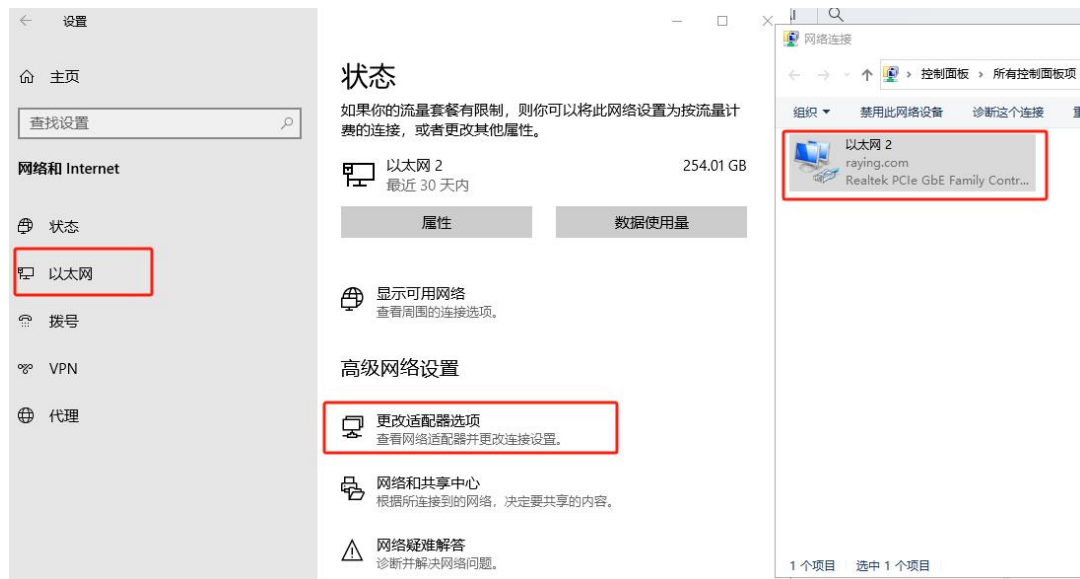 设置
主页
查找设置
网络和 Internet
状态
以太网
拨号
VPN
代理
状态
如果你的流量套餐有限制，则你可以将此网络设置为按流量计
费的连接，或者更改其他属性。
以太网 2
254.01 GB
最近 30 天内
属性
数据使用量
显示可用网络
查看周围的连接选项。
高级网络设置
更改适配器选项
查看网络适配器并更改连接设置。
网络和共享中心
根据所连接到的网络，决定要共享的内容。
网络疑难解答
诊断并解决网络问题。
网络连接
控制面板 › 所有控制面板项
组织
禁用此网络设备
诊断这个连接
以太网 2
raying.com
Realtek PCIe GbE Family Contr...
1 个项目
选中 1 个项目